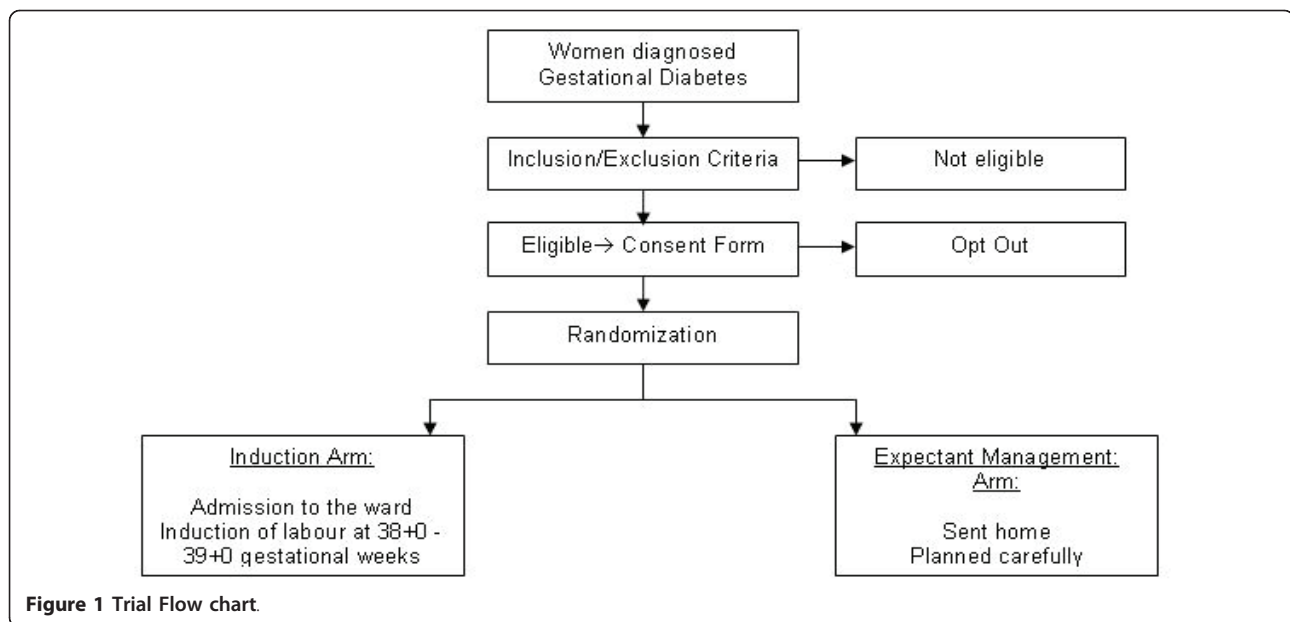 Women diagnosed
Gestational Diabetes
Inclusion/Exclusion Criteria
Not eligible
Eligible→ Consent Form
Opt Out
Randomization
Induction Arm:
Admission to the ward
Induction of labour at 38+0 -
39+0 gestational weeks
Expectant Management:
Arm:
Sent home
Planned carefully
Figure 1 Trial Flow chart.